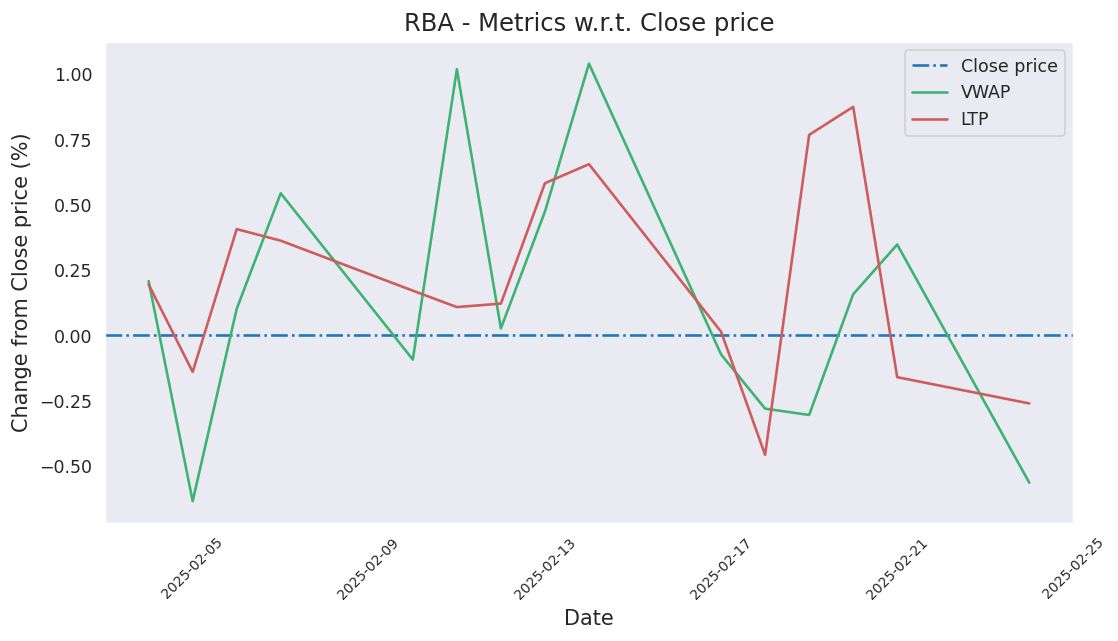 RBA - Metrics w.r.t. Close price
Change from Close price (%)
1.00
0.75
0.50
0.25
0.00
−0.25
−0.50
Close price
VWAP
LTP
2025-02-05
2025-02-09
2025-02-13
2025-02-17
2025-02-21
2025-02-25
Date